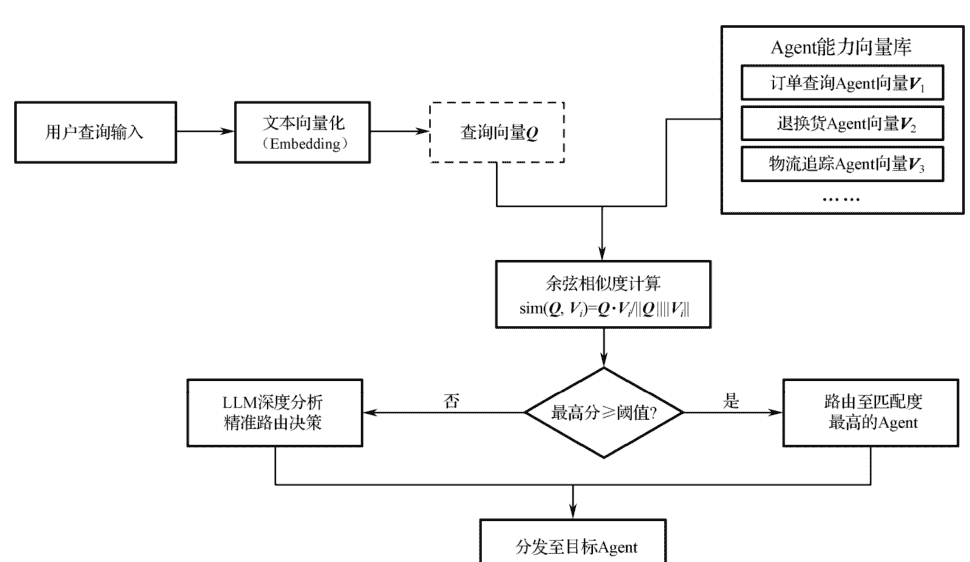 Agent能力向量库
订单查询Agent向量V₁
退换货Agent向量V₂
物流追踪Agent向量V₃
……
用户查询输入
文本向量化
（Embedding）
查询向量Q
余弦相似度计算
sim(Q, Vᵢ)=Q·Vᵢ/||Q||||Vᵢ||
最高分≥阈值?
否
是
LLM深度分析
精准路由决策
路由至匹配度
最高的Agent
分发至目标Agent